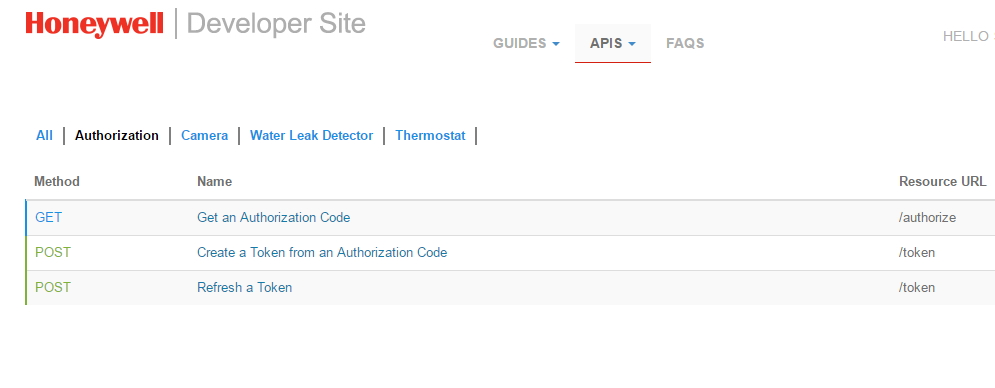 Honeywell | Developer Site
GUIDES APIS FAQS HELLO
All | Authorization | Camera | Water Leak Detector | Thermostat |
Method Name Resource URL
GET Get an Authorization Code /authorize
POST Create a Token from an Authorization Code /token
POST Refresh a Token /token